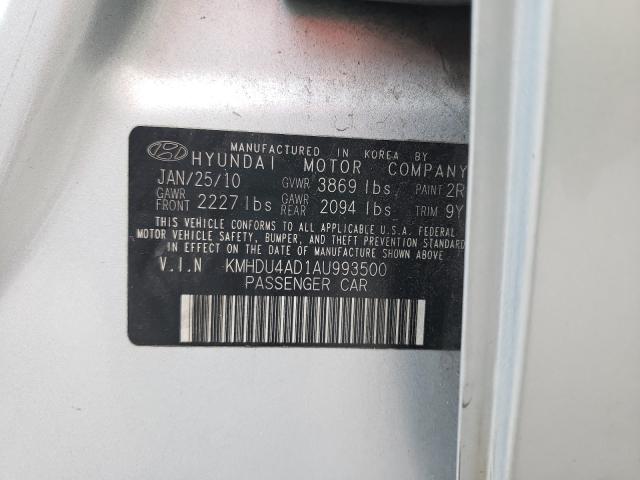 MANUFACTURED IN KOREA BY
HYUNDAI MOTOR COMPANY
JAN/25/10 GVWR 3869 lbs PAINT 2R
GAWR FRONT 2227 lbs GAWR REAR 2094 lbs TRIM 9Y
THIS VEHICLE CONFORMS TO ALL APPLICABLE U.S.A. FEDERAL
MOTOR VEHICLE SAFETY, BUMPER, AND THEFT PREVENTION STANDARDS
IN EFFECT ON THE DATE OF MANUFACTURE SHOWN ABOVE.
V.I.N KMHDU4AD1AU993500
PASSENGER CAR